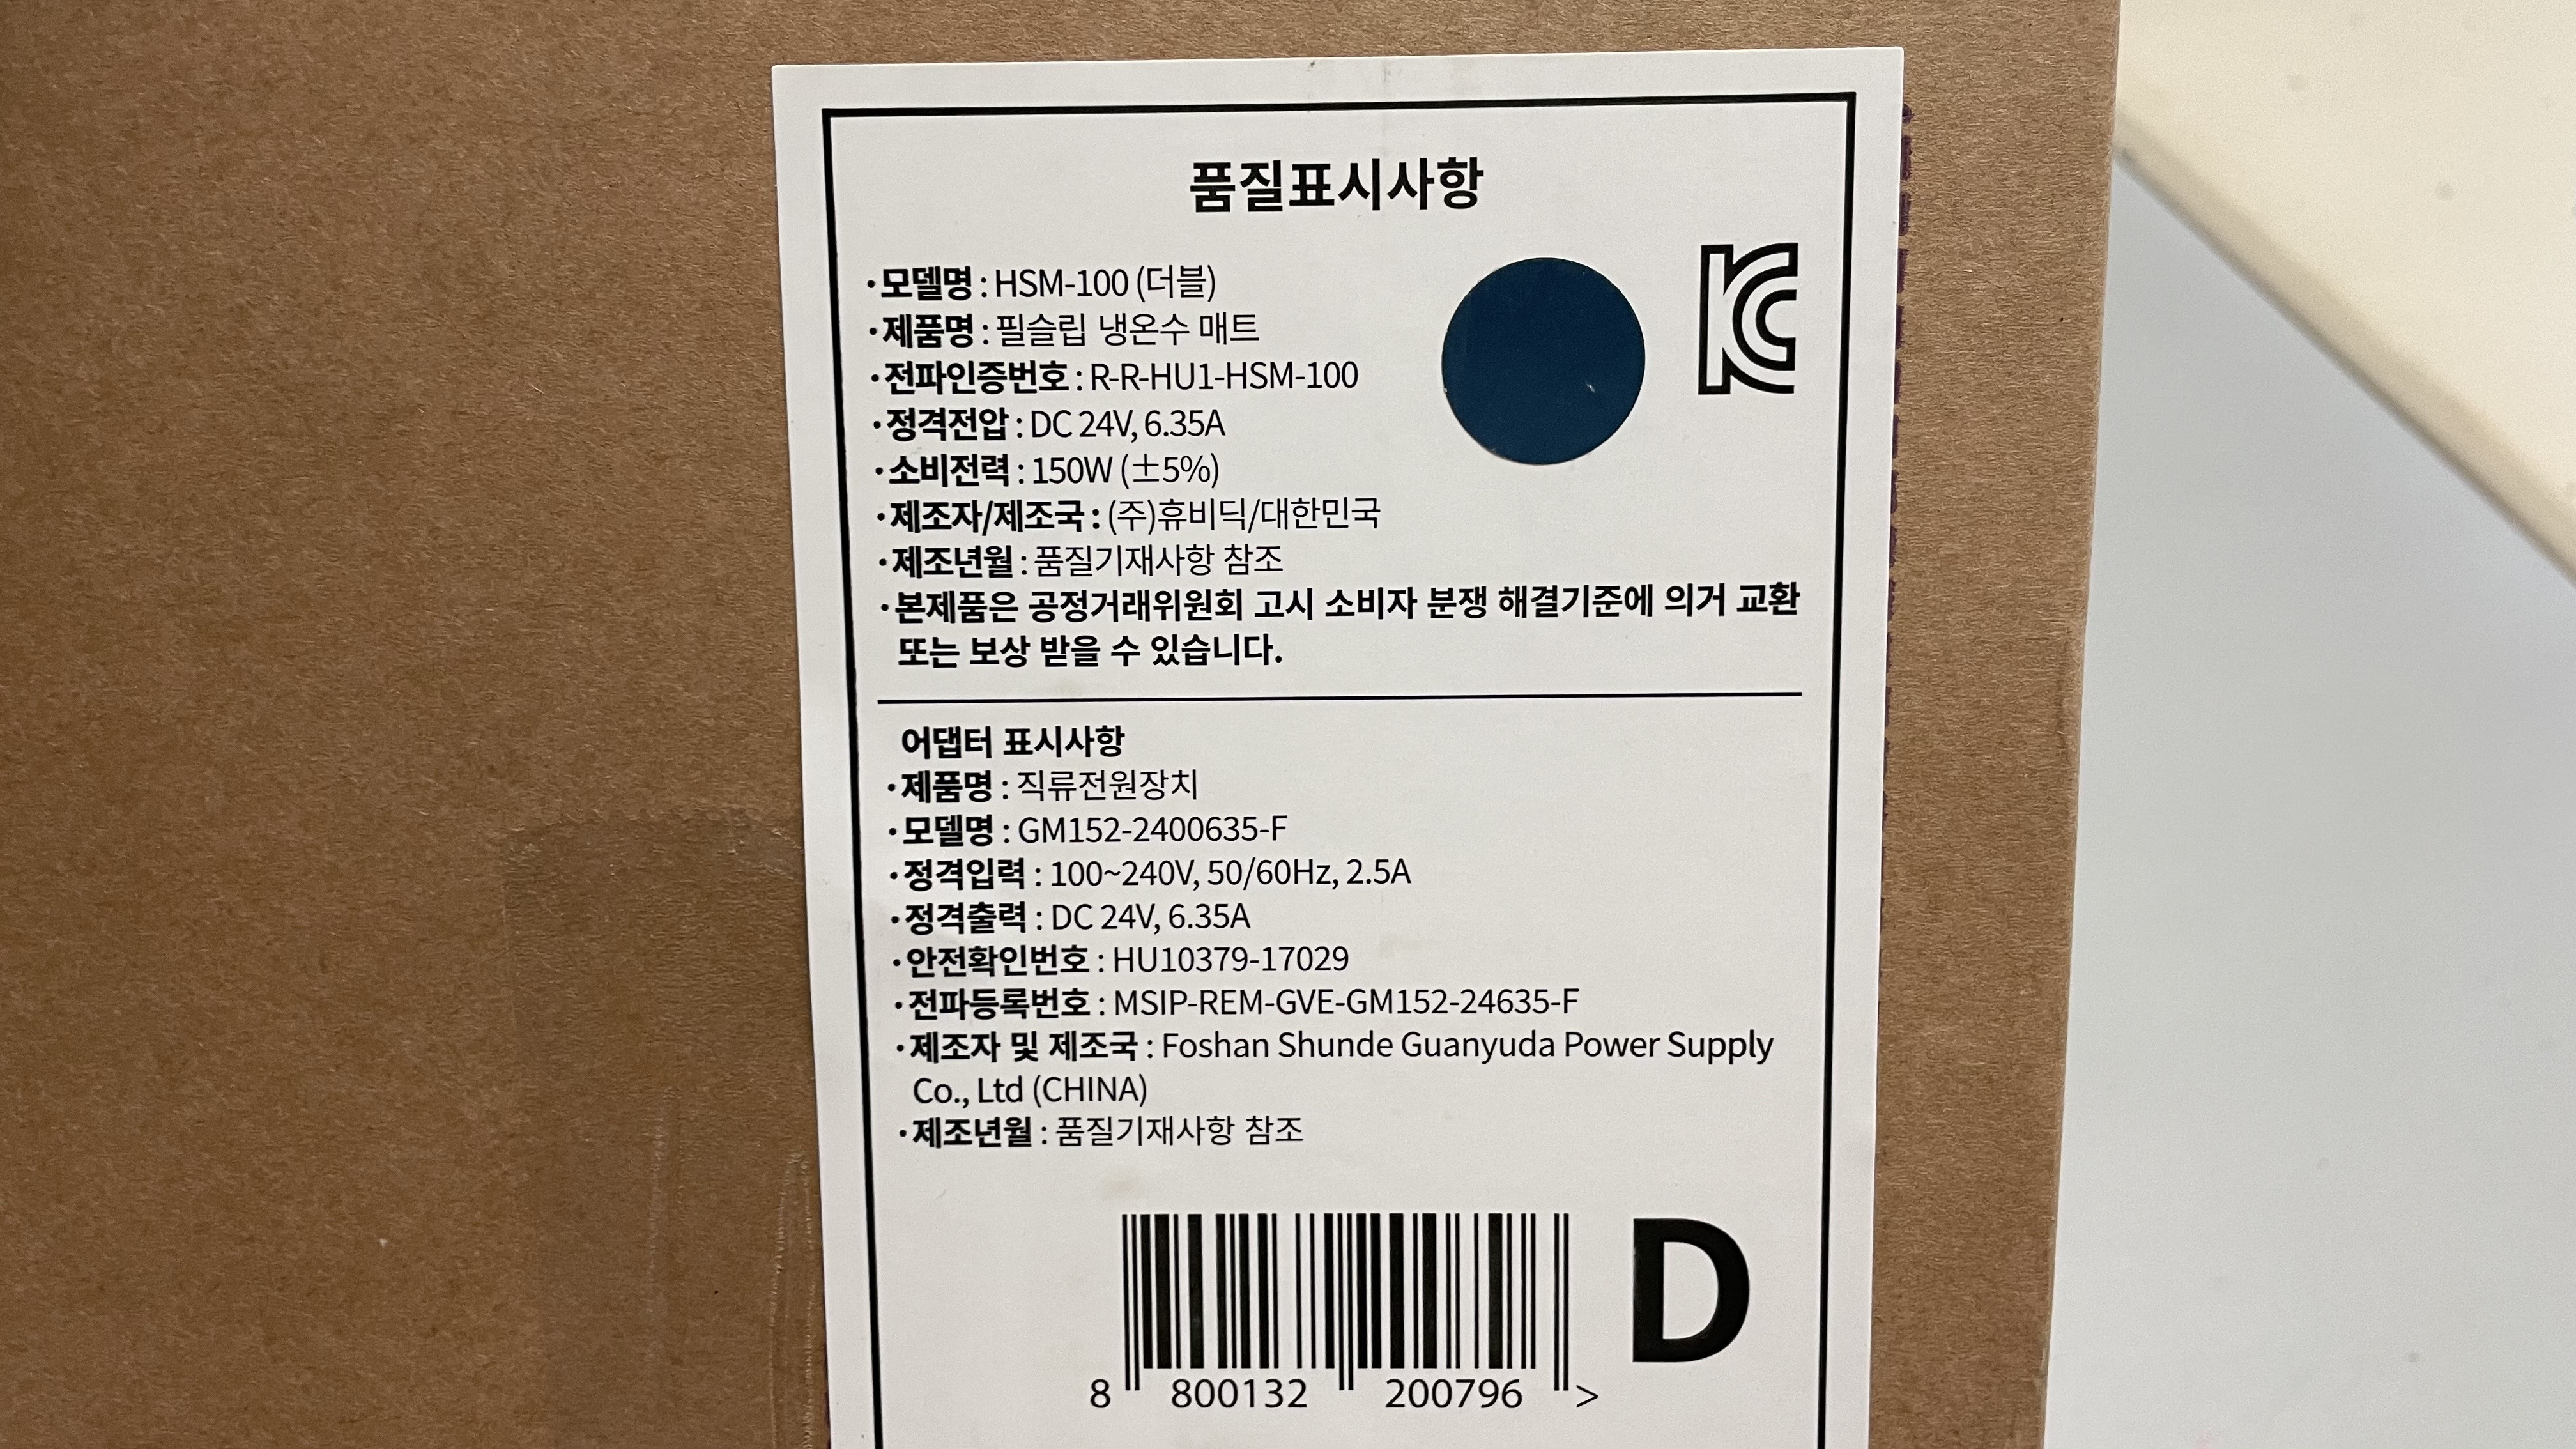 품질표시사항
·모델명 : HSM-100 (더블)
·제품명 : 필슬립 냉온수 매트
·전파인증번호 : R-R-HU1-HSM-100
·정격전압 : DC 24V, 6.35A
·소비전력 : 150W (±5%)
·제조자/제조국 : (주)휴비딕/대한민국
·제조년월 : 품질기재사항 참조
·본제품은 공정거래위원회 고시 소비자 분쟁 해결기준에 의거 교환
또는 보상 받을 수 있습니다.
어댑터 표시사항
·제품명 : 직류전원장치
·모델명 : GM152-2400635-F
·정격입력 : 100~240V, 50/60Hz, 2.5A
·정격출력 : DC 24V, 6.35A
·안전확인번호 : HU10379-17029
·전파등록번호 : MSIP-REM-GVE-GM152-24635-F
·제조자 및 제조국 : Foshan Shunde Guanyuda Power Supply
Co., Ltd (CHINA)
·제조년월 : 품질기재사항 참조
D
8 800132 200796 >